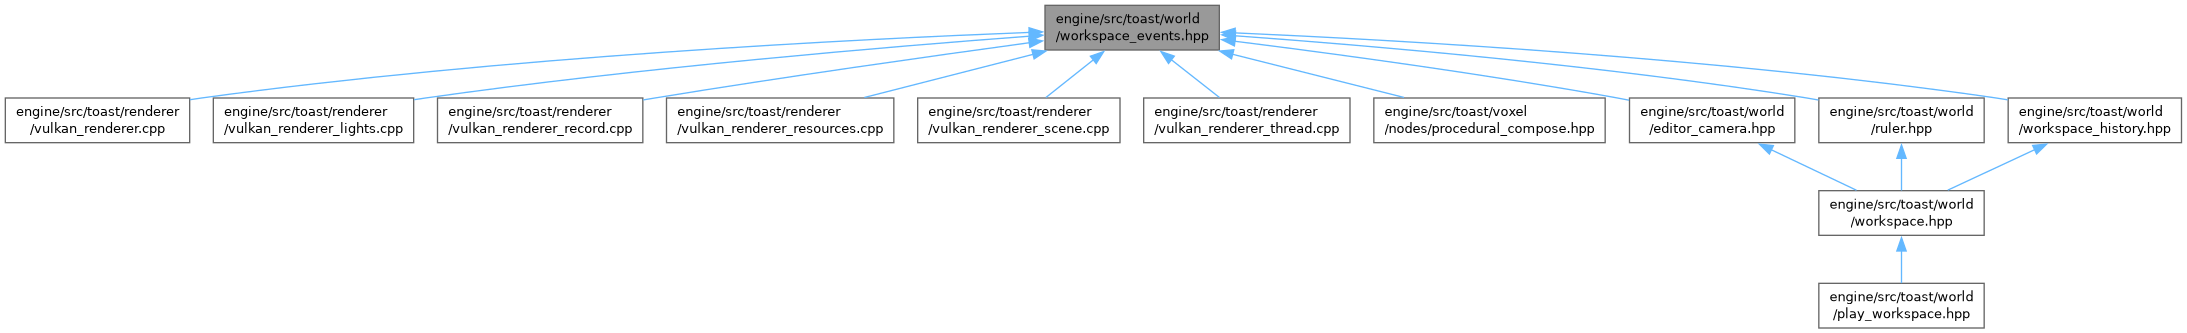 engine/src/toast/world
/workspace_events.hpp
engine/src/toast/renderer
/vulkan_renderer.cpp
engine/src/toast/renderer
/vulkan_renderer_lights.cpp
engine/src/toast/renderer
/vulkan_renderer_record.cpp
engine/src/toast/renderer
/vulkan_renderer_resources.cpp
engine/src/toast/renderer
/vulkan_renderer_scene.cpp
engine/src/toast/renderer
/vulkan_renderer_thread.cpp
engine/src/toast/voxel
/nodes/procedural_compose.hpp
engine/src/toast/world
/editor_camera.hpp
engine/src/toast/world
/ruler.hpp
engine/src/toast/world
/workspace_history.hpp
engine/src/toast/world
/workspace.hpp
engine/src/toast/world
/play_workspace.hpp